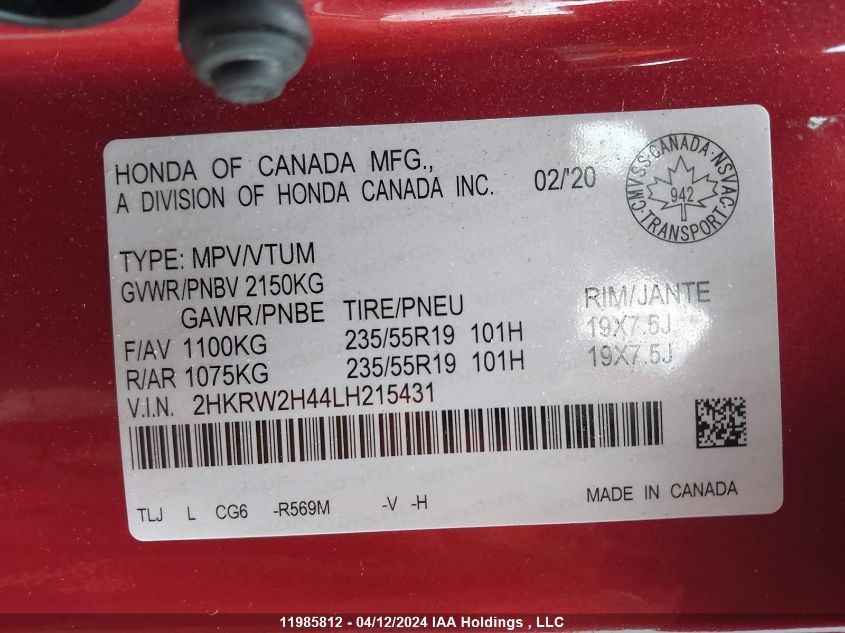 HONDA OF CANADA MFG.,
A DIVISION OF HONDA CANADA INC. 02/'20
CMVSS·CANADA·NSVAC
942
·TRANSPORT·
TYPE: MPV/VTUM
GVWR/PNBV 2150KG
GAWR/PNBE TIRE/PNEU RIM/JANTE
F/AV 1100KG 235/55R19 101H 19X7.5J
R/AR 1075KG 235/55R19 101H 19X7.5J
V.I.N. 2HKRW2H44LH215431
TLJ L CG6 -R569M -V -H MADE IN CANADA
11985812 - 04/12/2024 IAA Holdings , LLC